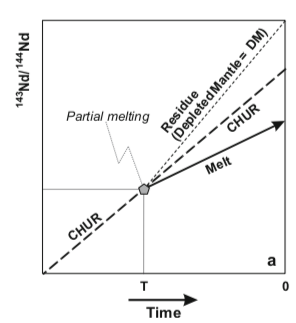 143Nd/144Nd
Partial melting
Residue
(Depleted Mantle = DM)
CHUR
Melt
CHUR
a
T
0
Time